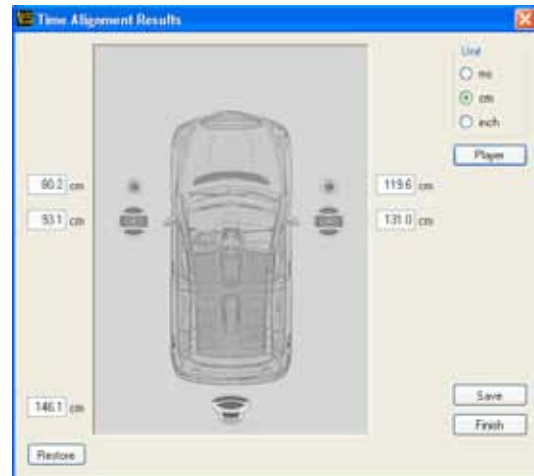 Time Alignment Results
Unit
ms
cm
inch
Player
80.2 cm
119.6 cm
93.1 cm
131.0 cm
146.1 cm
Save
Finish
Restore